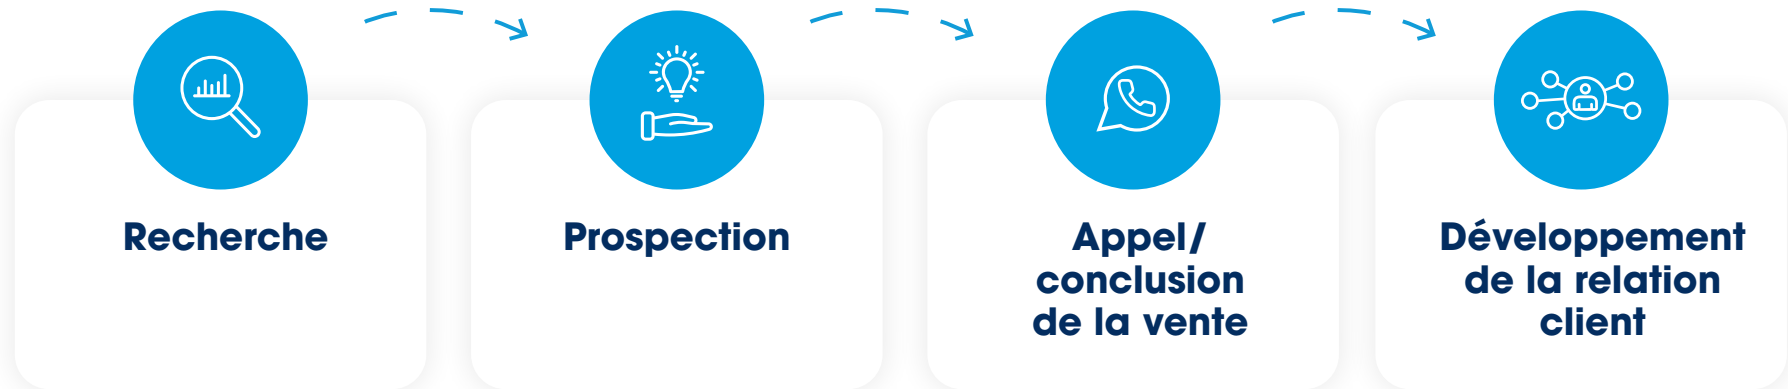 Recherche
Prospection
Appel/
conclusion
de la vente
Développement
de la relation
client